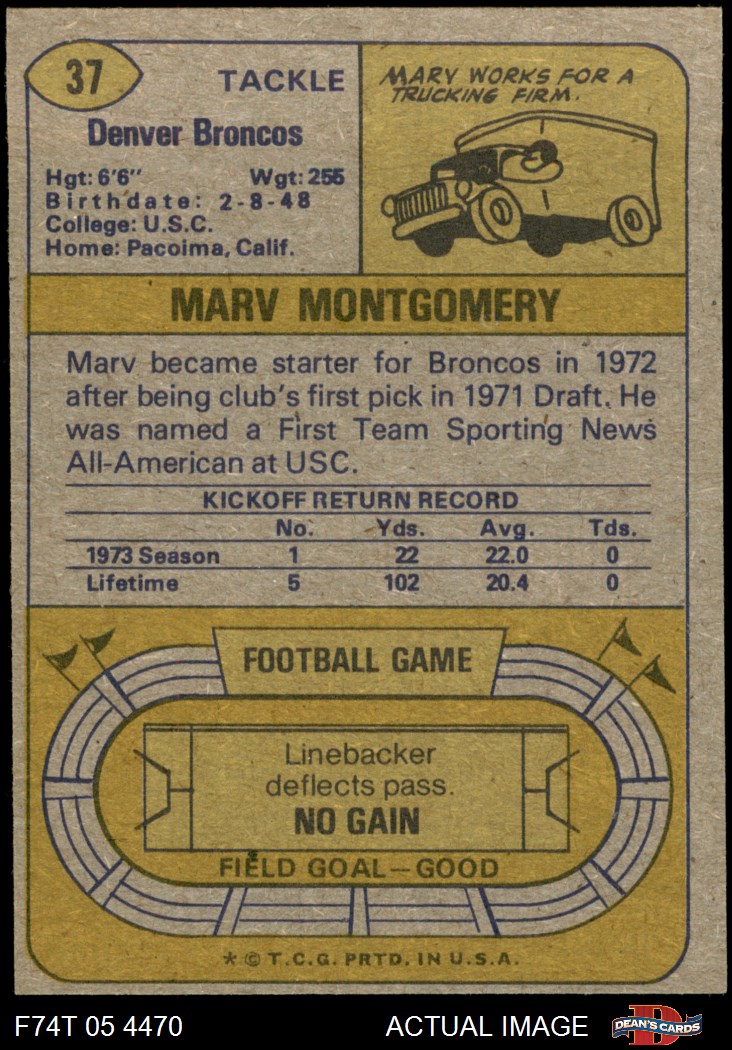 37
TACKLE
Denver Broncos
Hgt: 6'6" Wgt: 255
Birthdate: 2-8-48
College: U.S.C.
Home: Pacoima, Calif.
MARV WORKS FOR A
TRUCKING FIRM.
MARV MONTGOMERY
Marv became starter for Broncos in 1972
after being club's first pick in 1971 Draft. He
was named a First Team Sporting News
All-American at USC.
KICKOFF RETURN RECORD
No. Yds. Avg. Tds.
1973 Season 1 22 22.0 0
Lifetime 5 102 20.4 0
FOOTBALL GAME
Linebacker
deflects pass.
NO GAIN
FIELD GOAL—GOOD
* © T.C.G. PRTD. IN U.S.A.
F74T 05 4470 ACTUAL IMAGE
D
DEAN'S CARDS